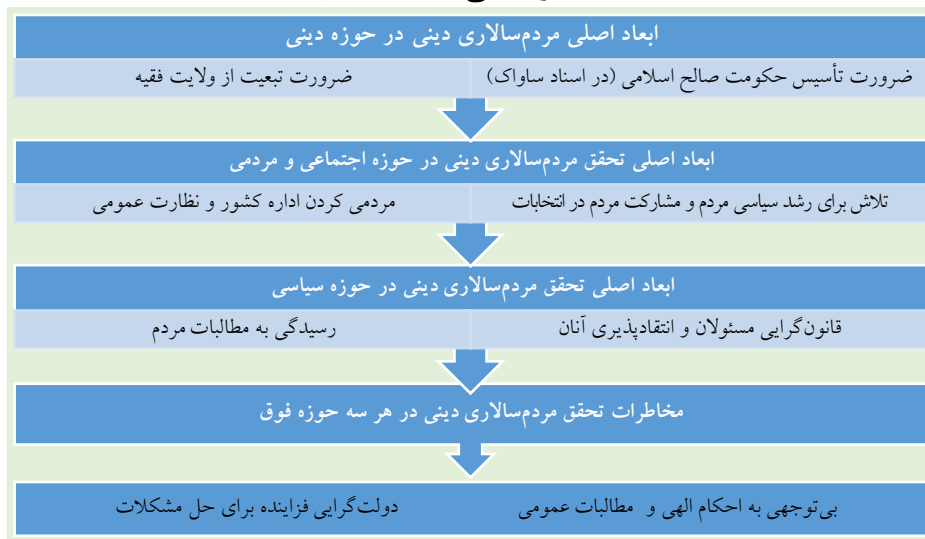 ابعاد اصلی مردم‌سالاری دینی در حوزه دینی
ضرورت تأسیس حکومت صالح اسلامی (در اسناد ساواک) ضرورت تبعیت از ولایت فقیه
ابعاد اصلی تحقق مردم‌سالاری دینی در حوزه اجتماعی و مردمی
تلاش برای رشد سیاسی مردم و مشارکت مردم در انتخابات مردمی کردن اداره کشور و نظارت عمومی
ابعاد اصلی تحقق مردم‌سالاری دینی در حوزه سیاسی
قانون‌گرایی مسئولان و انتقادپذیری آنان رسیدگی به مطالبات مردم
مخاطرات تحقق مردم‌سالاری دینی در هر سه حوزه فوق
بی‌توجهی به احکام الهی و مطالبات عمومی دولت‌گرایی فزاینده برای حل مشکلات